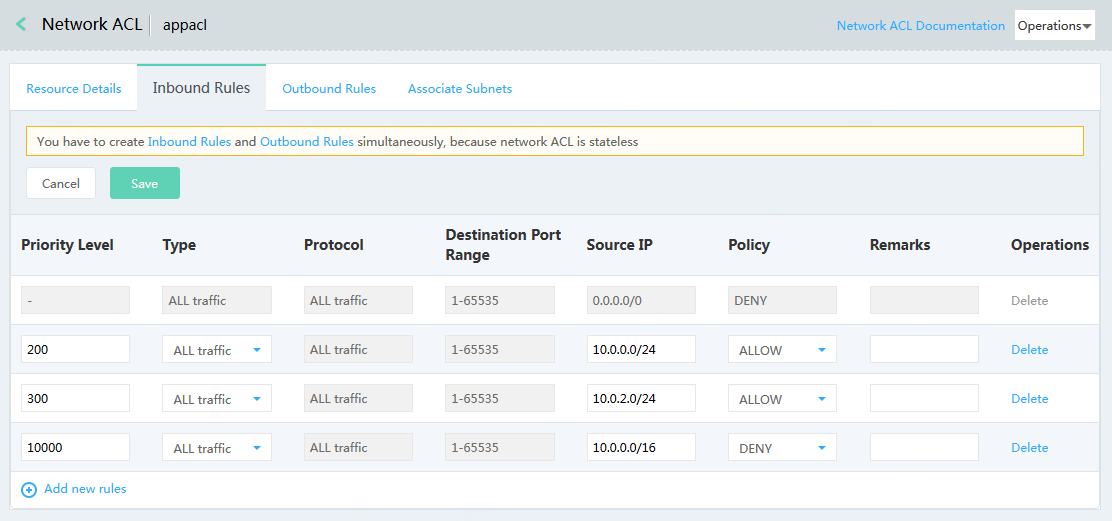 Network ACL appacl Network ACL Documentation Operations
Resource Details Inbound Rules Outbound Rules Associate Subnets
You have to create Inbound Rules and Outbound Rules simultaneously, because network ACL is stateless
Cancel Save
Priority Level Type Protocol Destination Port Range Source IP Policy Remarks Operations
- ALL traffic ALL traffic 1-65535 0.0.0.0/0 DENY Delete
200 ALL traffic ALL traffic 1-65535 10.0.0.0/24 ALLOW Delete
300 ALL traffic ALL traffic 1-65535 10.0.2.0/24 ALLOW Delete
10000 ALL traffic ALL traffic 1-65535 10.0.0.0/16 DENY Delete
Add new rules